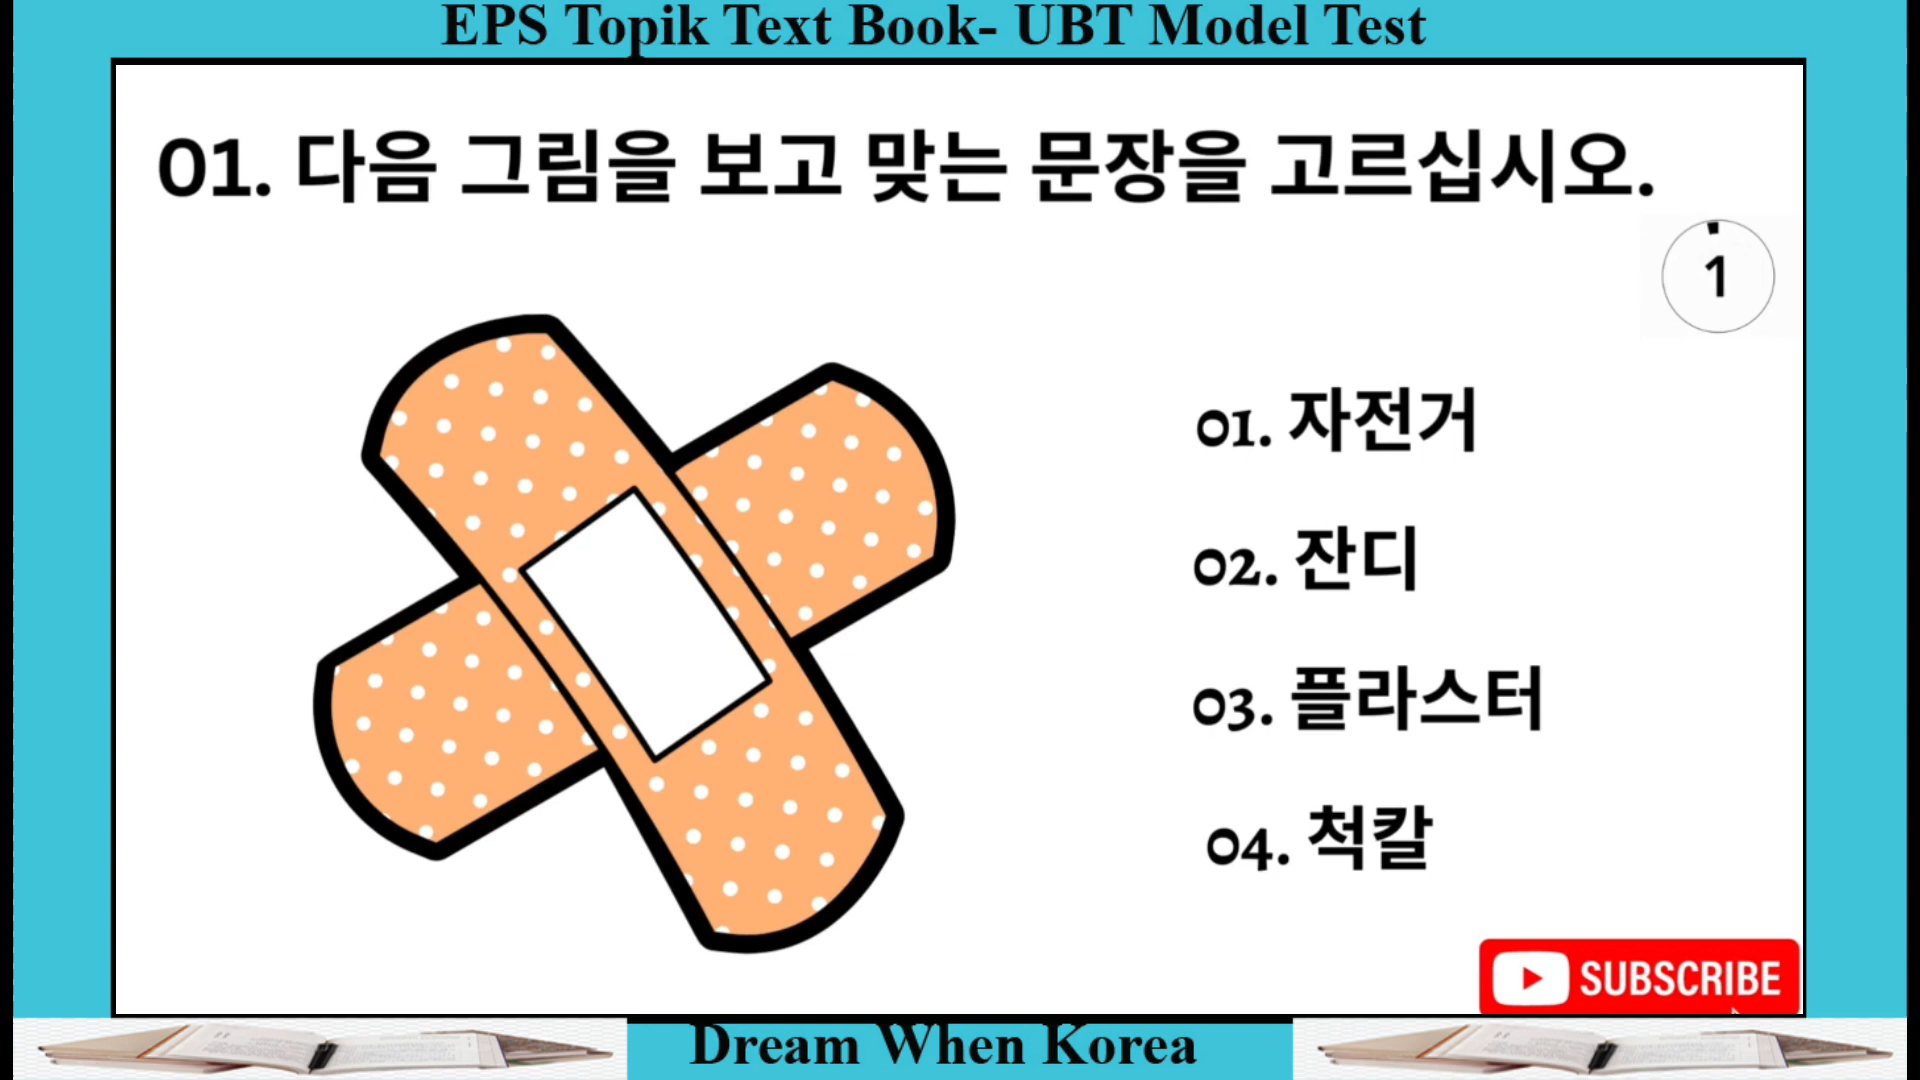 EPS Topik Text Book- UBT Model Test
01. 다음 그림을 보고 맞는 문장을 고르십시오.
1
01. 자전거
02. 잔디
03. 플라스터
04. 척칼
SUBSCRIBE
Dream When Korea